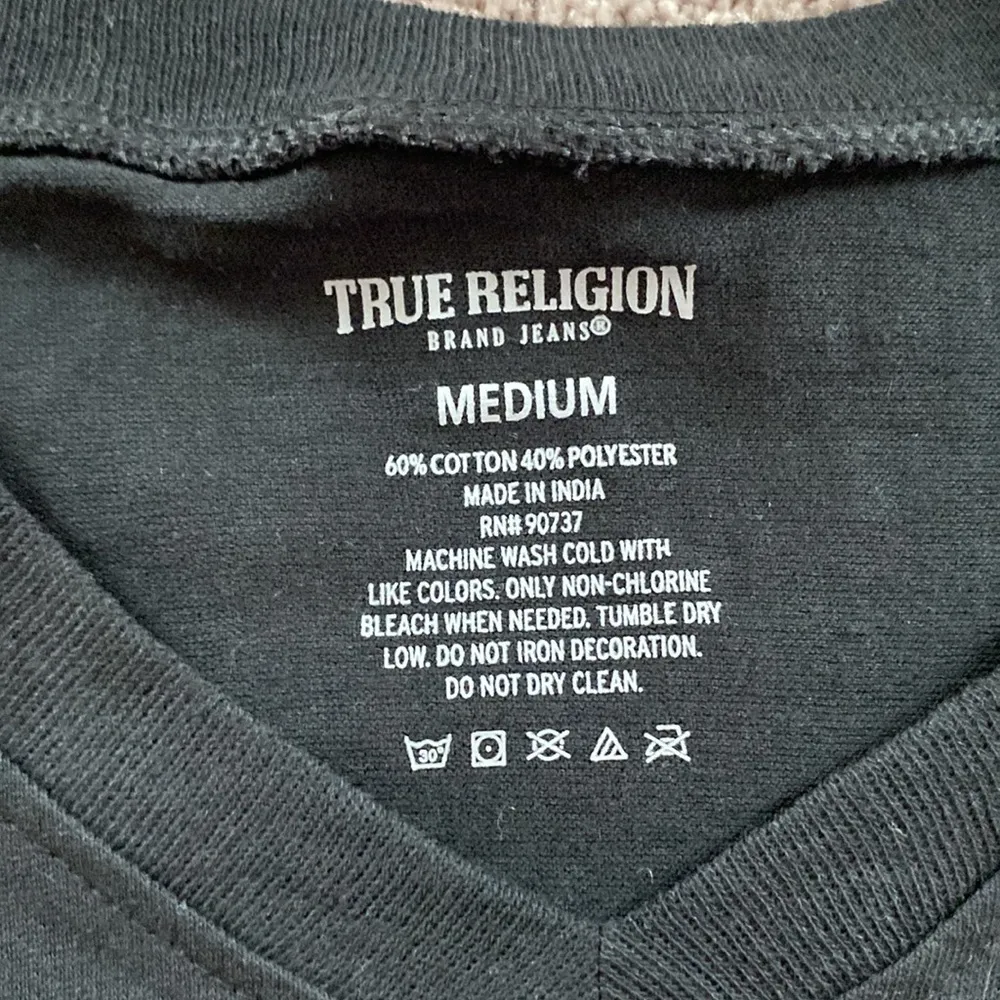 TRUE RELIGION
BRAND JEANS®
MEDIUM
60% COTTON 40% POLYESTER
MADE IN INDIA
RN# 90737
MACHINE WASH COLD WITH
LIKE COLORS. ONLY NON-CHLORINE
BLEACH WHEN NEEDED. TUMBLE DRY
LOW. DO NOT IRON DECORATION.
DO NOT DRY CLEAN.
30°